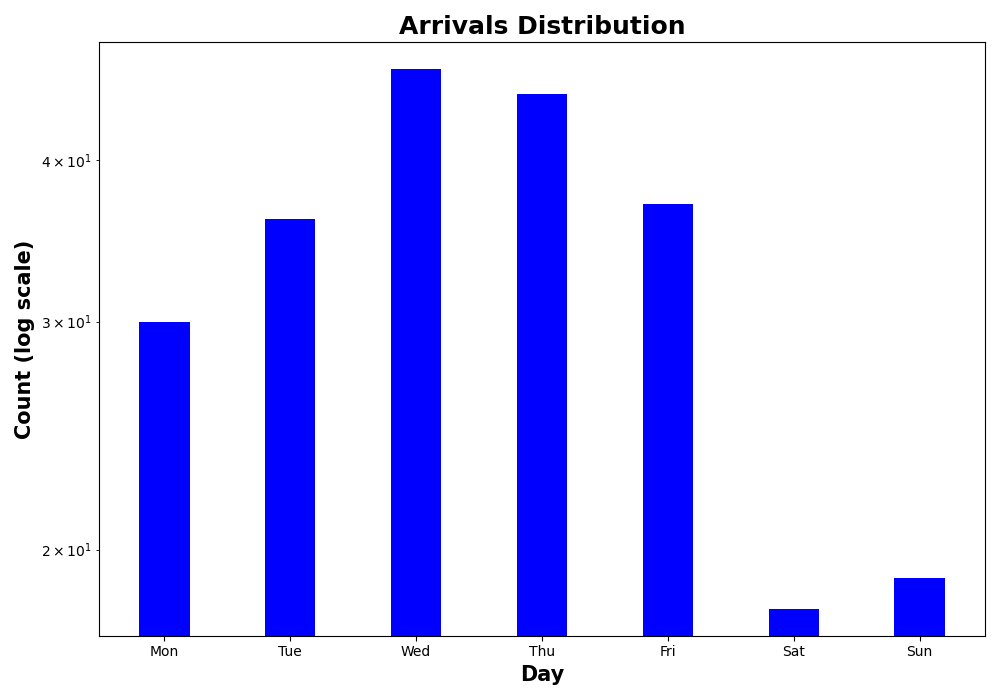 Arrivals Distribution
Count (log scale)
4 × 10¹
3 × 10¹
2 × 10¹
Mon Tue Wed Thu Fri Sat Sun
Day